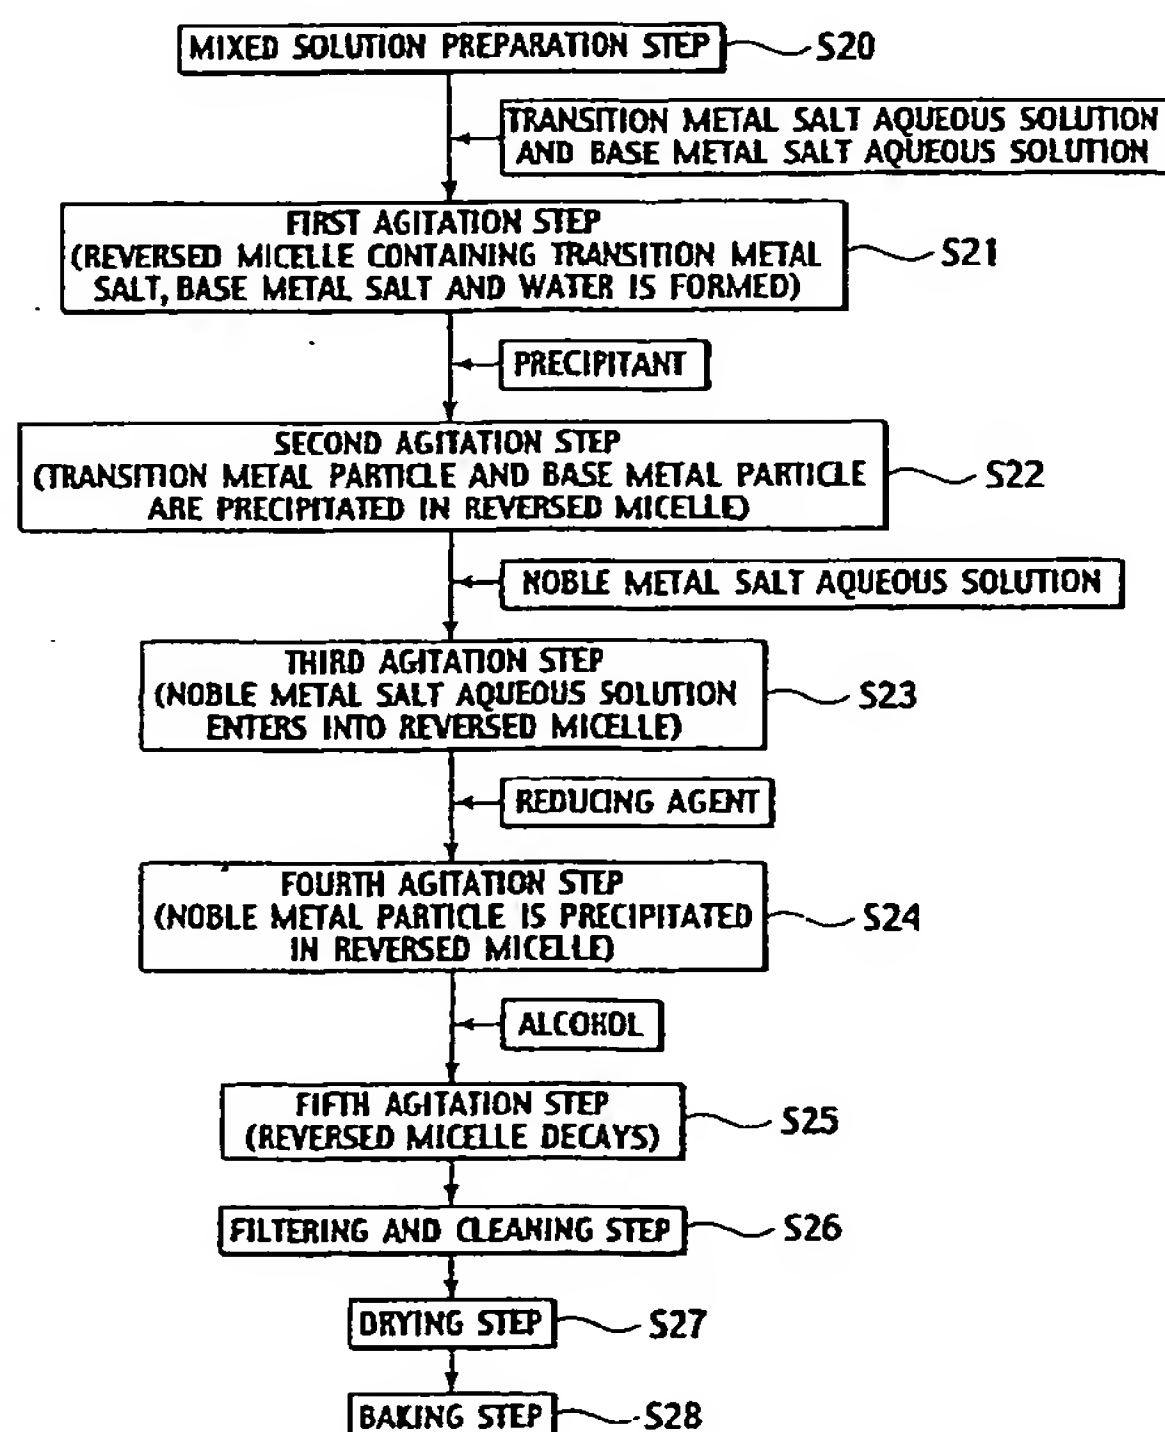 MIXED SOLUTION PREPARATION STEP
S20
TRANSITION METAL SALT AQUEOUS SOLUTION
AND BASE METAL SALT AQUEOUS SOLUTION
FIRST AGITATION STEP
(REVERSED MICELLE CONTAINING TRANSITION METAL
SALT, BASE METAL SALT AND WATER IS FORMED)
S21
PRECIPITANT
SECOND AGITATION STEP
(TRANSITION METAL PARTICLE AND BASE METAL PARTICLE
ARE PRECIPITATED IN REVERSED MICELLE)
S22
NOBLE METAL SALT AQUEOUS SOLUTION
THIRD AGITATION STEP
(NOBLE METAL SALT AQUEOUS SOLUTION
ENTERS INTO REVERSED MICELLE)
S23
REDUCING AGENT
FOURTH AGITATION STEP
(NOBLE METAL PARTICLE IS PRECIPITATED
IN REVERSED MICELLE)
S24
ALCOHOL
FIFTH AGITATION STEP
(REVERSED MICELLE DECAYS)
S25
FILTERING AND CLEANING STEP
S26
DRYING STEP
S27
BAKING STEP
S28